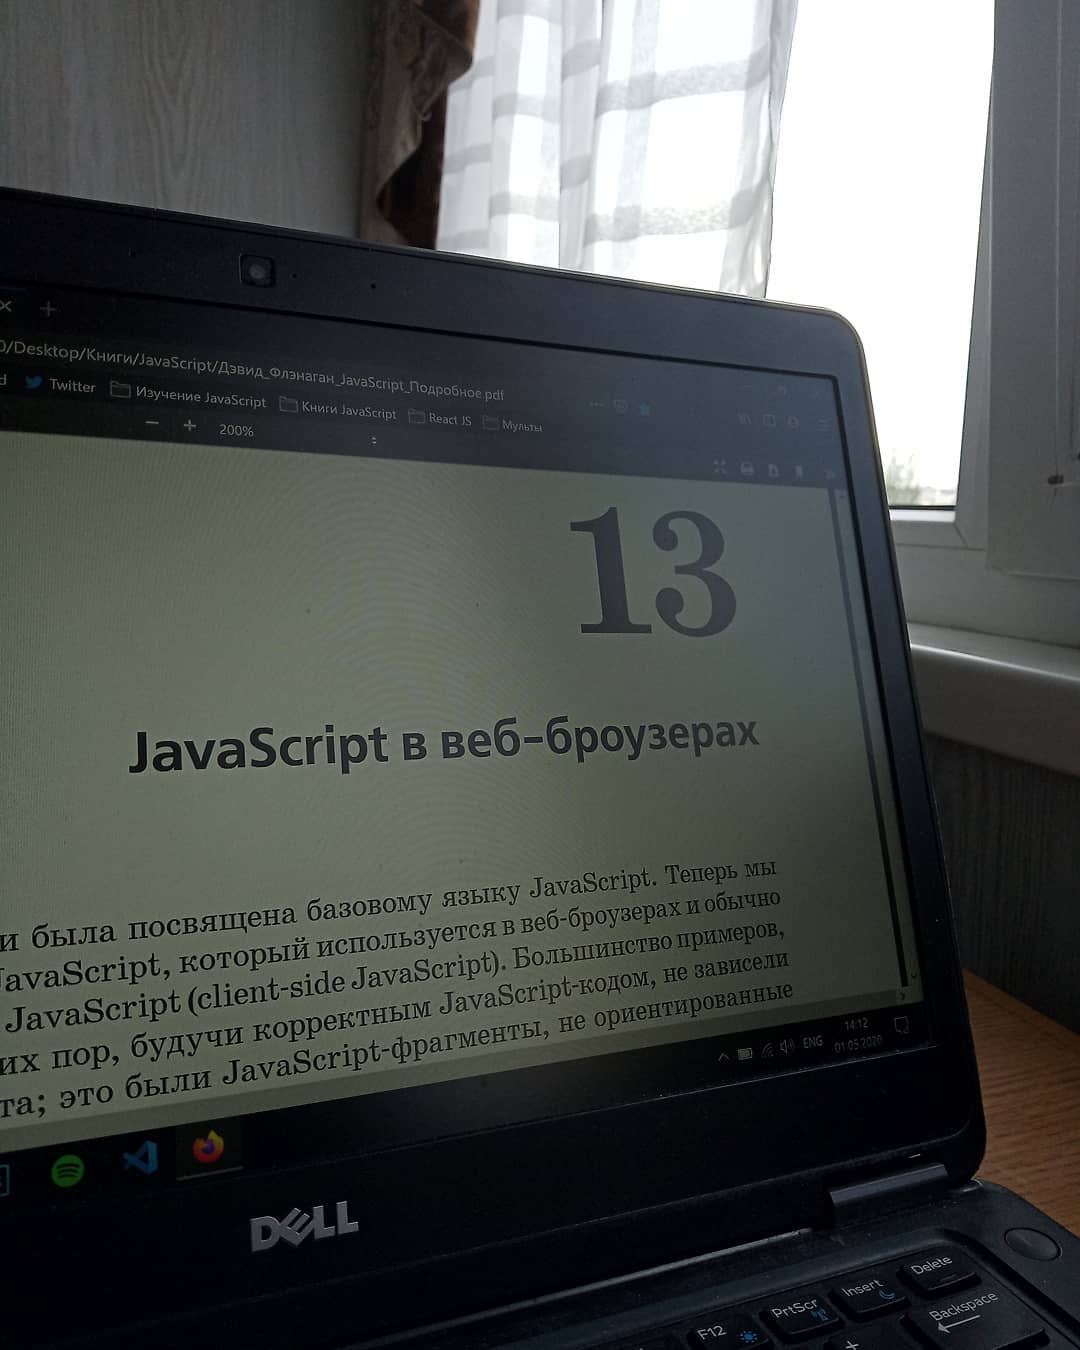 0/Desktop/Книги/JavaScript/Дэвид_Флэнаган_JavaScript_Подробное.pdf
d Twitter Изучение JavaScript Книги JavaScript React JS Мульты
− + 200%
13
JavaScript в веб-броузерах
и была посвящена базовому языку JavaScript. Теперь мы
JavaScript, который используется в веб-броузерах и обычно
JavaScript (client-side JavaScript). Большинство примеров,
их пор, будучи корректным JavaScript-кодом, не зависели
та; это были JavaScript-фрагменты, не ориентированные
ENG 14:12
01.05.2020
DELL
F12 PrtScr Insert Delete
Backspace